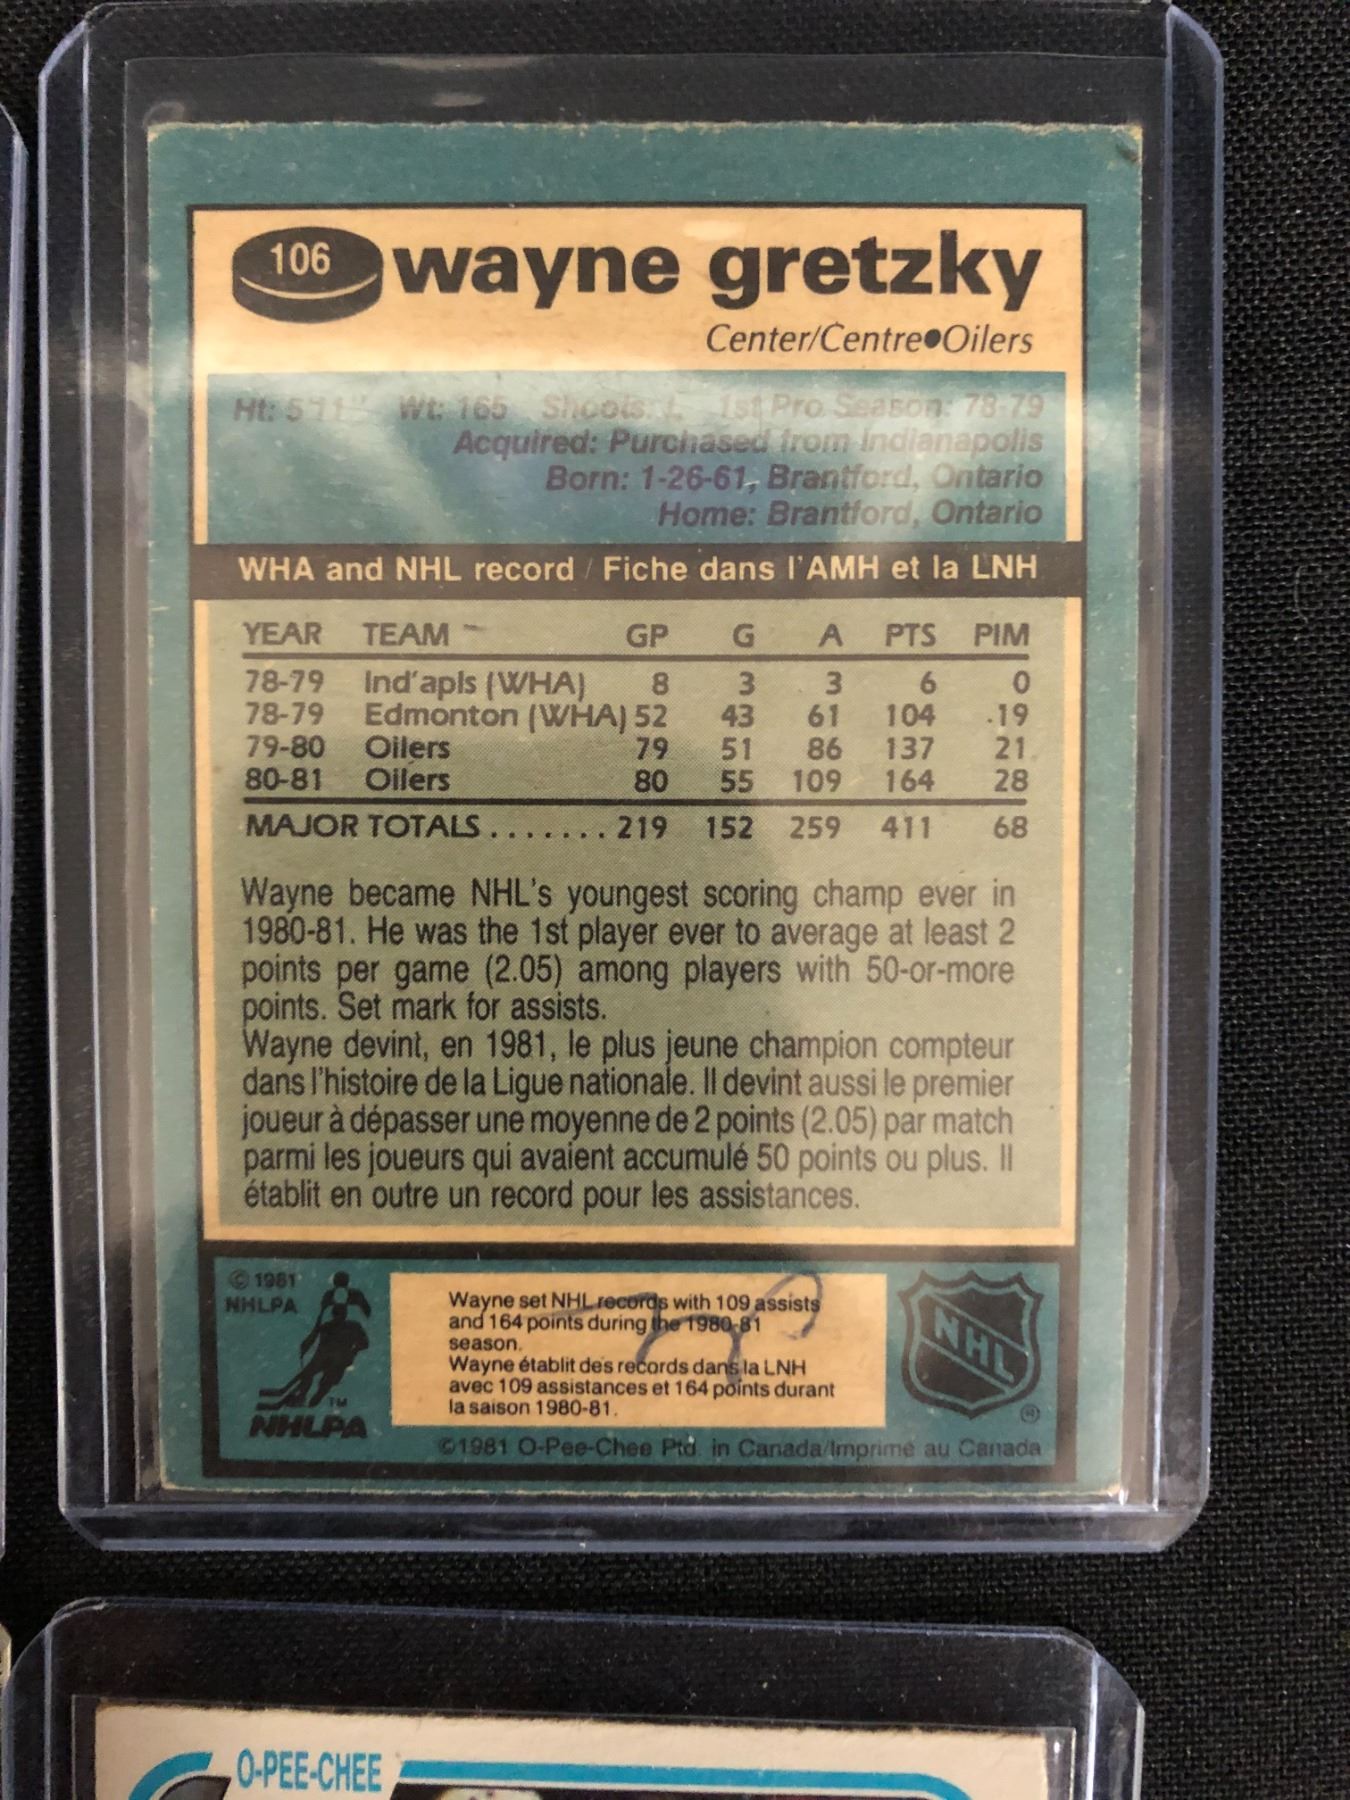 106 wayne gretzky
Center/Centre●Oilers
Ht: 5'11" Wt: 165 Shoots: L 1st Pro Season: 78-79
Acquired: Purchased from Indianapolis
Born: 1-26-61, Brantford, Ontario
Home: Brantford, Ontario
WHA and NHL record / Fiche dans l'AMH et la LNH
YEAR TEAM GP G A PTS PIM
78-79 Ind'apls (WHA) 8 3 3 6 0
78-79 Edmonton (WHA) 52 43 61 104 19
79-80 Oilers 79 51 86 137 21
80-81 Oilers 80 55 109 164 28
MAJOR TOTALS ....... 219 152 259 411 68
Wayne became NHL's youngest scoring champ ever in
1980-81. He was the 1st player ever to average at least 2
points per game (2.05) among players with 50-or-more
points. Set mark for assists.
Wayne devint, en 1981, le plus jeune champion compteur
dans l'histoire de la Ligue nationale. Il devint aussi le premier
joueur à dépasser une moyenne de 2 points (2.05) par match
parmi les joueurs qui avaient accumulé 50 points ou plus. Il
établit en outre un record pour les assistances.
© 1981
NHLPA
TM
NHLPA
Wayne set NHL records with 109 assists
and 164 points during the 1980-81
season.
Wayne établit des records dans la LNH
avec 109 assistances et 164 points durant
la saison 1980-81.
NHL
®
©1981 O-Pee-Chee Ptd. in Canada/Imprimé au Canada
O-PEE-CHEE